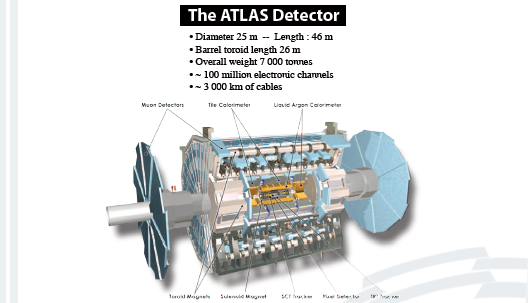 The ATLAS Detector
• Diameter 25 m -- Length : 46 m
• Barrel toroid length 26 m
• Overall weight 7 000 tonnes
• ~ 100 million electronic channels
• ~ 3 000 km of cables
Muon Detectors Tile Calorimeter Liquid Argon Calorimeter
Toroid Magnets Solenoid Magnet SCT Tracker Pixel Detector TRT Tracker